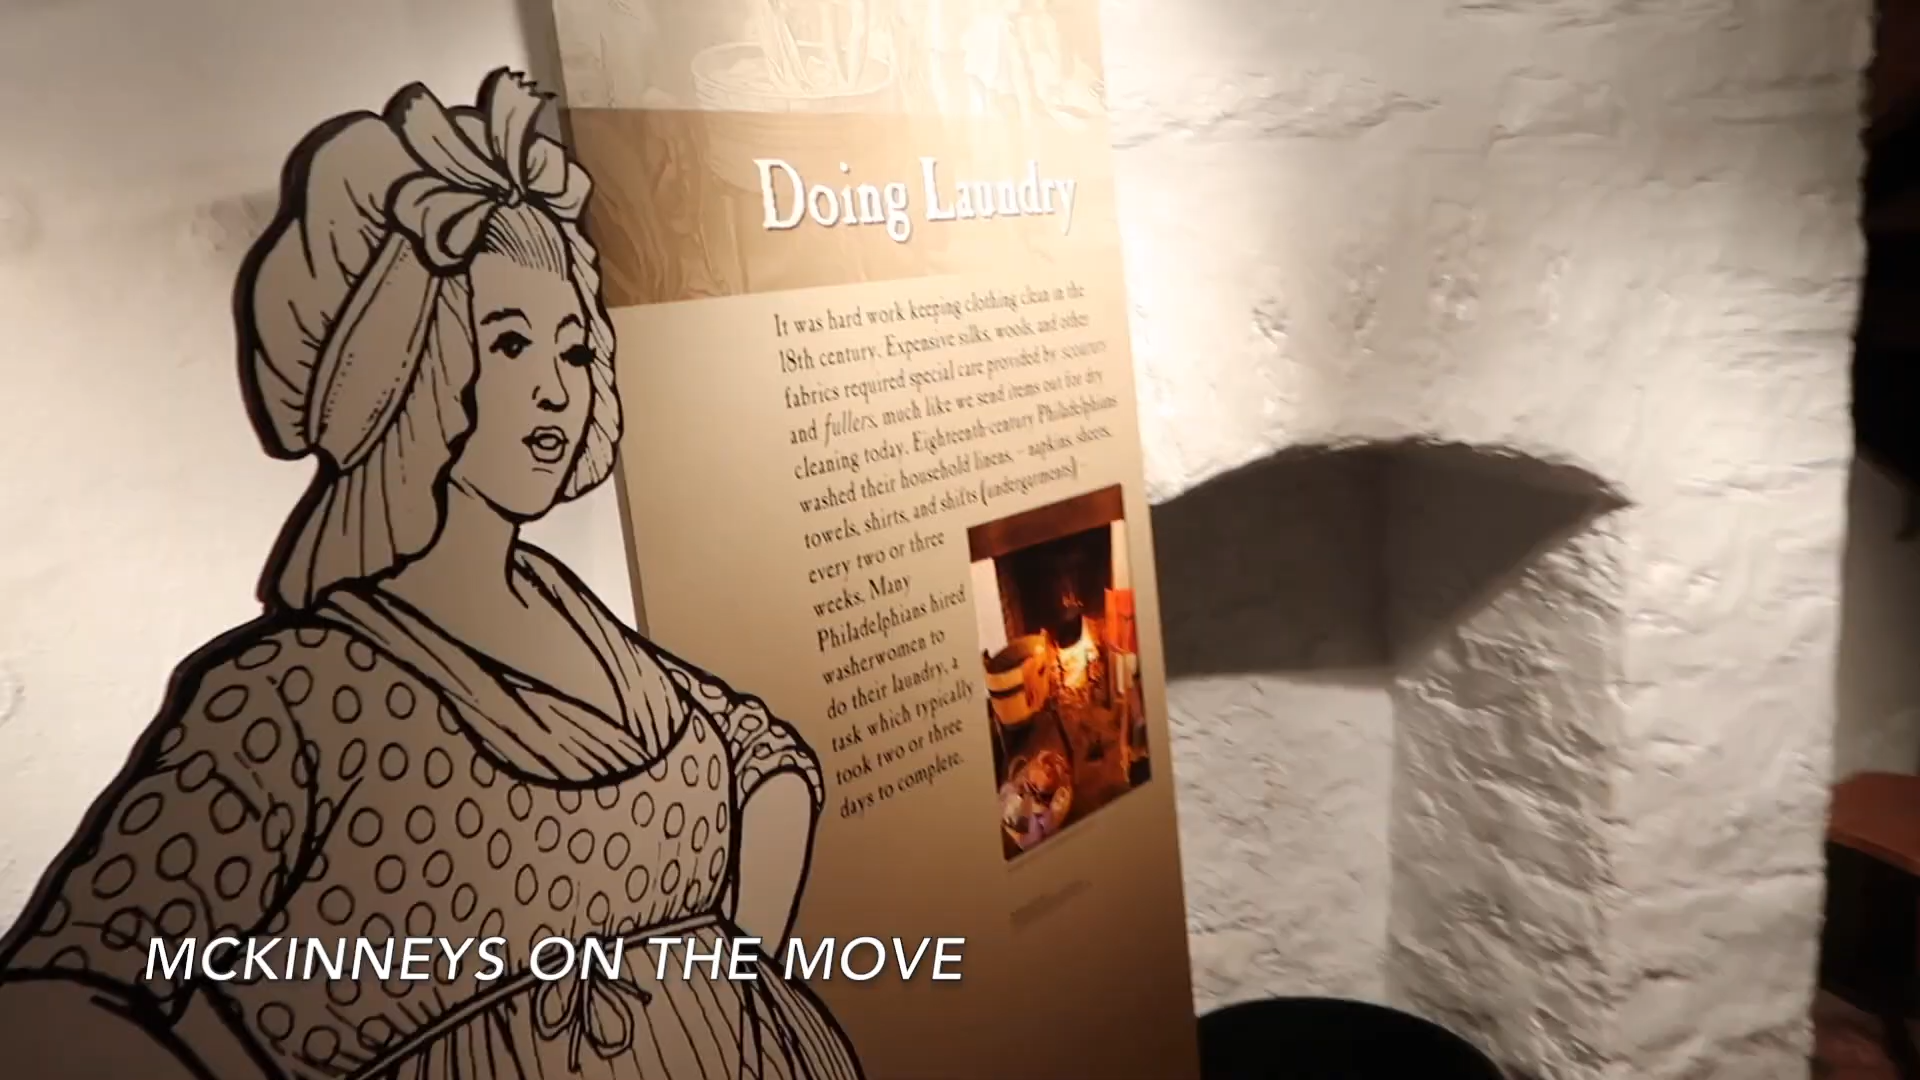 Doing Laundry
It was hard work keeping clothing clean in the
18th century. Expensive silks, wools, and other
fabrics required special care provided by scourers
and fullers, much like we send items out for dry
cleaning today. Eighteenth-century Philadelphians
washed their household linens, - napkins, sheets,
towels, shirts, and shifts (undergarments) -
every two or three
weeks. Many
Philadelphians hired
washerwomen to
do their laundry, a
task which typically
took two or three
days to complete.
MCKINNEYS ON THE MOVE